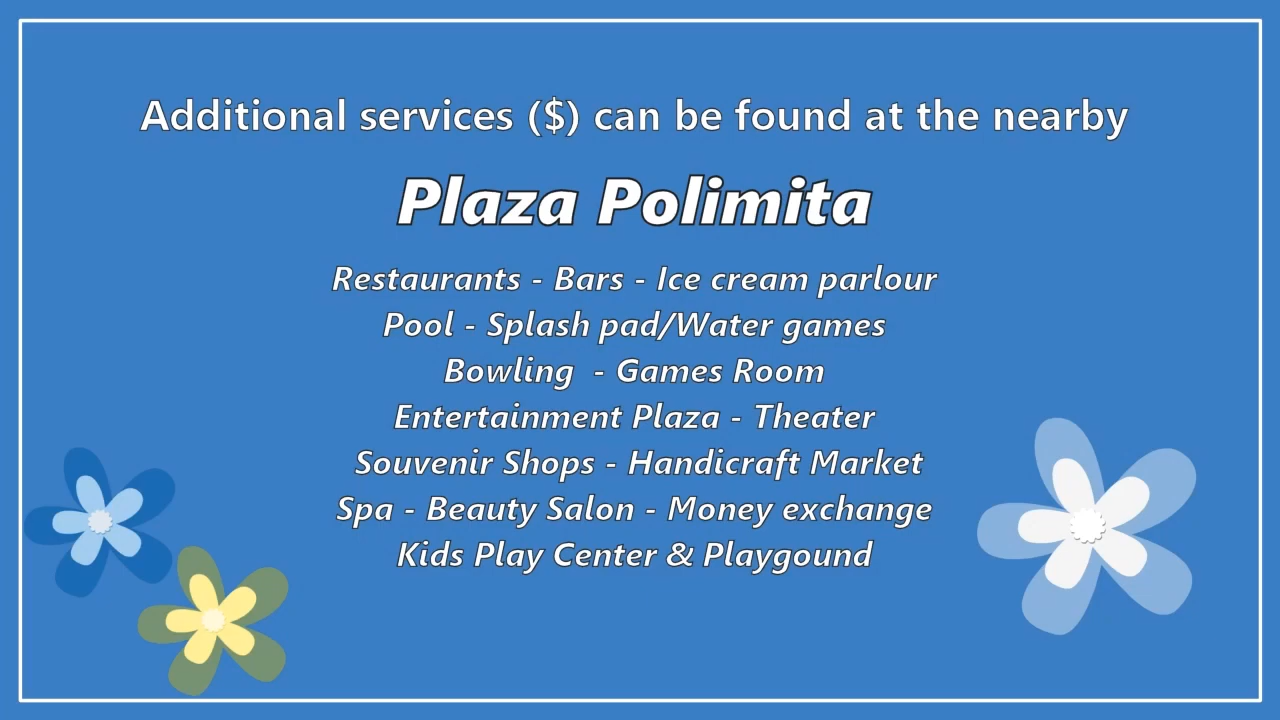 Additional services ($) can be found at the nearby
Plaza Polimita
Restaurants - Bars - Ice cream parlour
Pool - Splash pad/Water games
Bowling  - Games Room
Entertainment Plaza - Theater
Souvenir Shops - Handicraft Market
Spa - Beauty Salon - Money exchange
Kids Play Center & Playgound